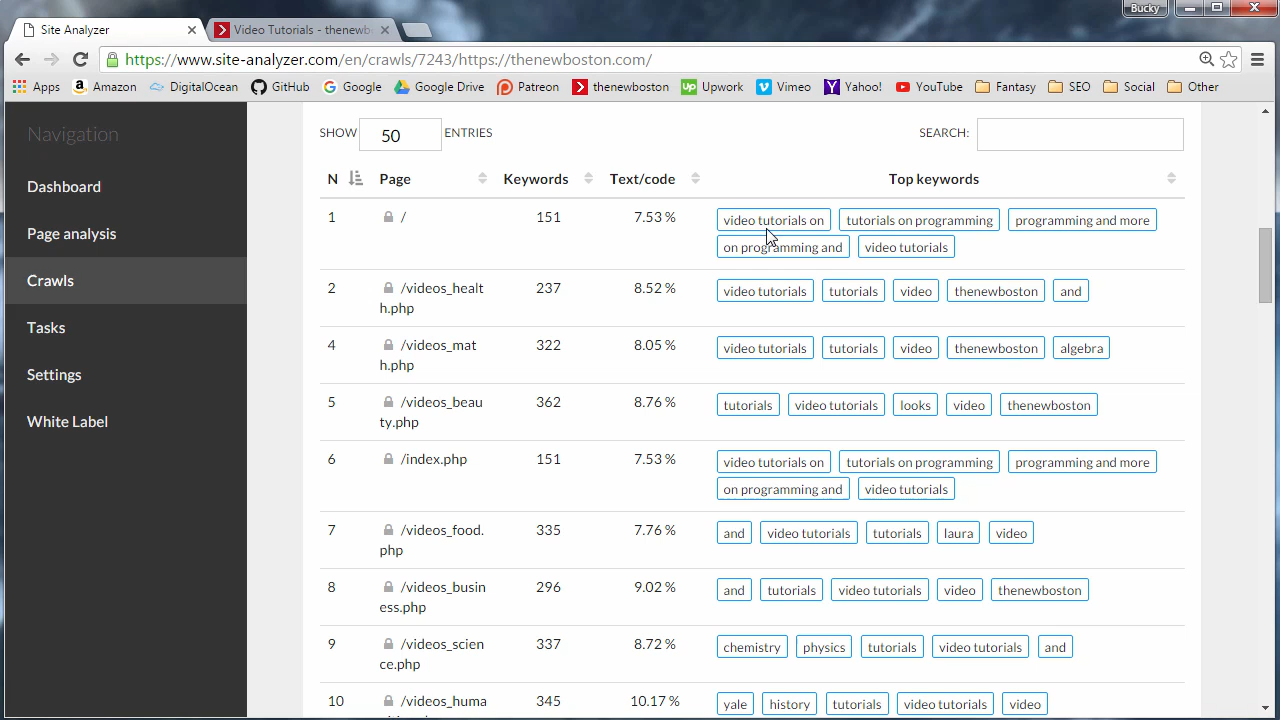 Bucky
Site Analyzer
Video Tutorials - thenewb
https://www.site-analyzer.com/en/crawls/7243/https://thenewboston.com/
Apps Amazon DigitalOcean GitHub Google Google Drive Patreon thenewboston Upwork Vimeo Yahoo! YouTube Fantasy SEO Social Other
Navigation
Dashboard
Page analysis
Crawls
Tasks
Settings
White Label
SHOW 50 ENTRIES SEARCH:
N Page Keywords Text/code Top keywords
1 / 151 7.53 % video tutorials on tutorials on programming programming and more
on programming and video tutorials
2 /videos_healt 237 8.52 % video tutorials tutorials video thenewboston and
h.php
4 /videos_mat 322 8.05 % video tutorials tutorials video thenewboston algebra
h.php
5 /videos_beau 362 8.76 % tutorials video tutorials looks video thenewboston
ty.php
6 /index.php 151 7.53 % video tutorials on tutorials on programming programming and more
on programming and video tutorials
7 /videos_food. 335 7.76 % and video tutorials tutorials laura video
php
8 /videos_busin 296 9.02 % and tutorials video tutorials video thenewboston
ess.php
9 /videos_scien 337 8.72 % chemistry physics tutorials video tutorials and
ce.php
10 /videos_huma 345 10.17 % yale history tutorials video tutorials video